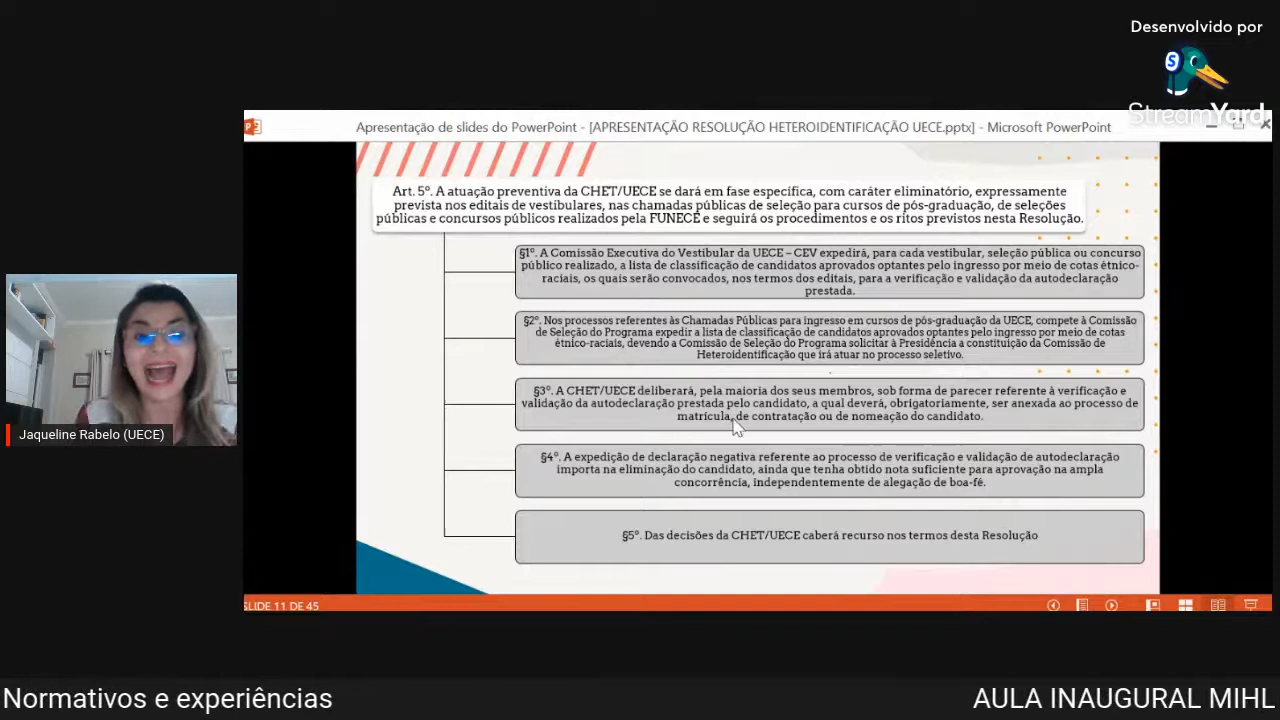 Desenvolvido por
StreamYard
Apresentação de slides do PowerPoint - [APRESENTAÇÃO RESOLUÇÃO HETEROIDENTIFICAÇÃO UECE.pptx] - Microsoft PowerPoint
Art. 5º. A atuação preventiva da CHET/UECE se dará em fase específica, com caráter eliminatório, expressamente
prevista nos editais de vestibulares, nas chamadas públicas de seleção para cursos de pós-graduação, de seleções
públicas e concursos públicos realizados pela FUNECE e seguirá os procedimentos e os ritos previstos nesta Resolução.
§1º. A Comissão Executiva do Vestibular da UECE – CEV expedirá, para cada vestibular, seleção pública ou concurso
público realizado, a lista de classificação de candidatos aprovados optantes pelo ingresso por meio de cotas étnico-
raciais, os quais serão convocados, nos termos dos editais, para a verificação e validação da autodeclaração
prestada.
§2º. Nos processos referentes às Chamadas Públicas para ingresso em cursos de pós-graduação da UECE, compete à Comissão
de Seleção do Programa expedir a lista de classificação de candidatos aprovados optantes pelo ingresso por meio de cotas
étnico-raciais, devendo a Comissão de Seleção do Programa solicitar à Presidência a constituição da Comissão de
Heteroidentificação que irá atuar no processo seletivo.
§3º. A CHET/UECE deliberará, pela maioria dos seus membros, sob forma de parecer referente à verificação e
validação da autodeclaração prestada pelo candidato, a qual deverá, obrigatoriamente, ser anexada ao processo de
matrícula, de contratação ou de nomeação do candidato.
§4º. A expedição de declaração negativa referente ao processo de verificação e validação de autodeclaração
importa na eliminação do candidato, ainda que tenha obtido nota suficiente para aprovação na ampla
concorrência, independentemente de alegação de boa-fé.
§5º. Das decisões da CHET/UECE caberá recurso nos termos desta Resolução
Jaqueline Rabelo (UECE)
SLIDE 11 DE 45
Normativos e experiências
AULA INAUGURAL MIHL